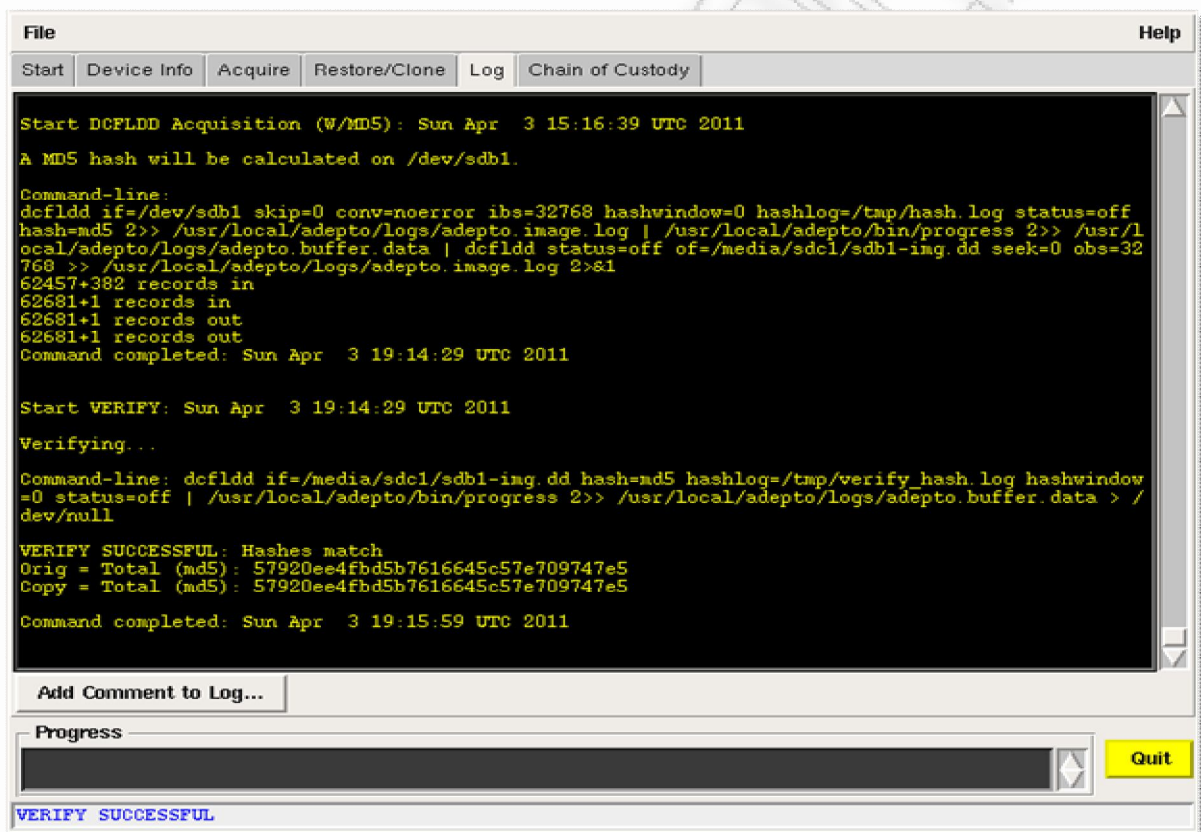 File Help
Start Device Info Acquire Restore/Clone Log Chain of Custody
Start DCFLDD Acquisition (W/MD5): Sun Apr  3 15:16:39 UTC 2011
A MD5 hash will be calculated on /dev/sdb1.
Command-line:
dcfldd if=/dev/sdb1 skip=0 conv=noerror ibs=32768 hashwindow=0 hashlog=/tmp/hash.log status=off
hash=md5 2>> /usr/local/adepto/logs/adepto.image.log | /usr/local/adepto/bin/progress 2>> /usr/l
ocal/adepto/logs/adepto.buffer.data | dcfldd status=off of=/media/sdc1/sdb1-img.dd seek=0 obs=32
768 >> /usr/local/adepto/logs/adepto.image.log 2>&1
62457+382 records in
62681+1 records in
62681+1 records out
62681+1 records out
Command completed: Sun Apr  3 19:14:29 UTC 2011
Start VERIFY: Sun Apr  3 19:14:29 UTC 2011
Verifying...
Command-line: dcfldd if=/media/sdc1/sdb1-img.dd hash=md5 hashlog=/tmp/verify_hash.log hashwindow
=0 status=off | /usr/local/adepto/bin/progress 2>> /usr/local/adepto/logs/adepto.buffer.data > /
dev/null
VERIFY SUCCESSFUL: Hashes match
Orig = Total (md5): 57920ee4fbd5b7616645c57e709747e5
Copy = Total (md5): 57920ee4fbd5b7616645c57e709747e5
Command completed: Sun Apr  3 19:15:59 UTC 2011
Add Comment to Log...
Progress
Quit
VERIFY SUCCESSFUL